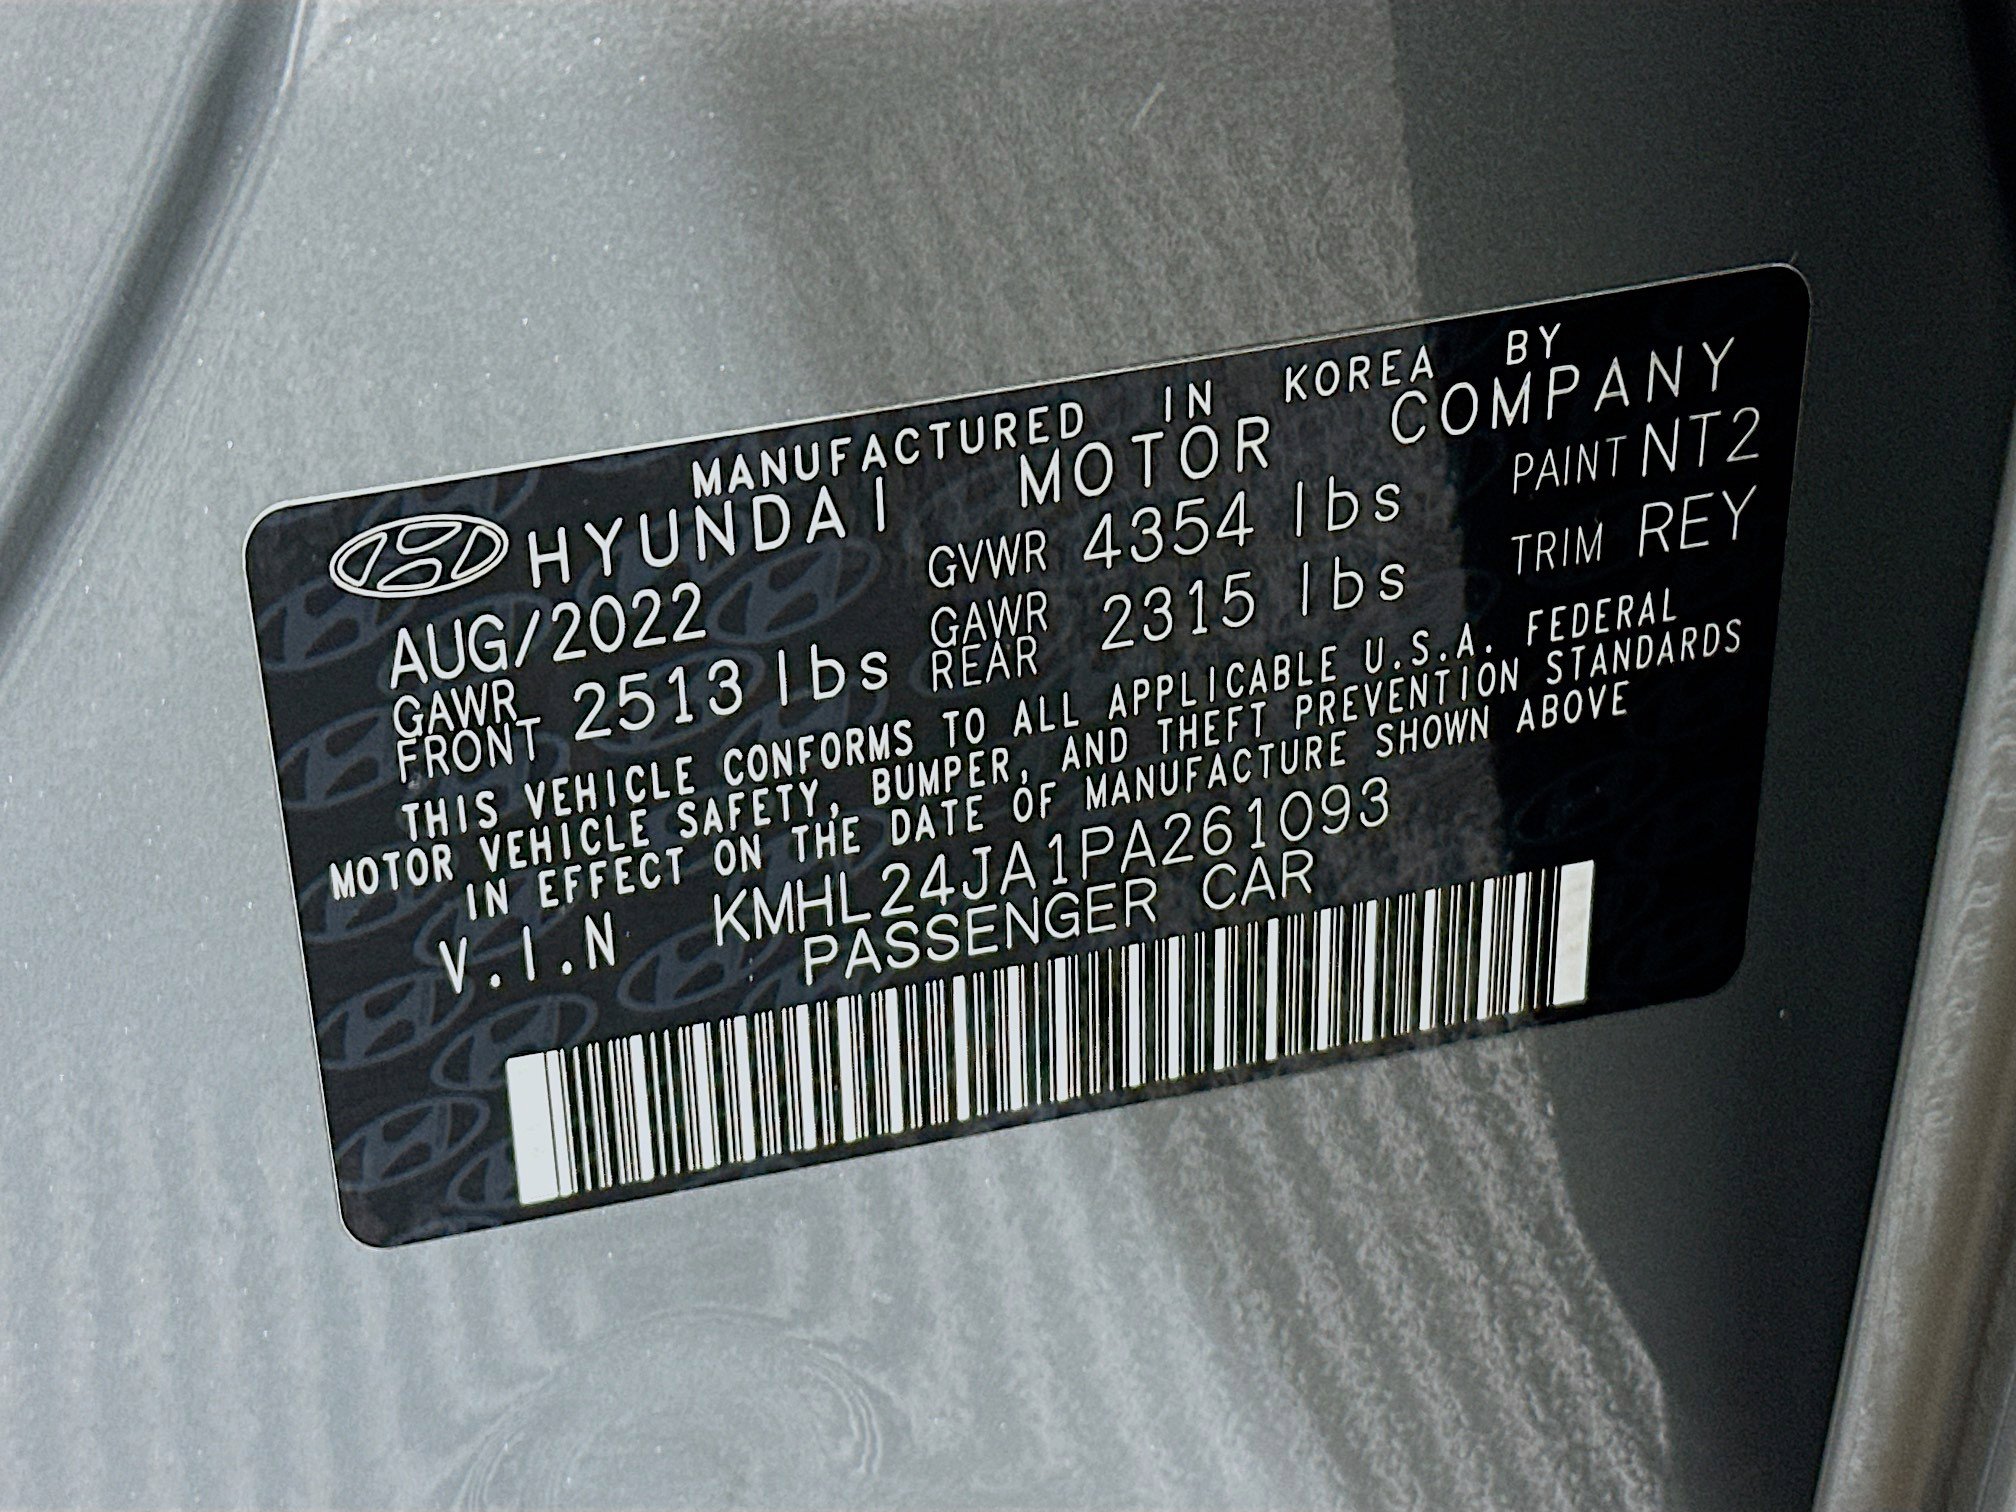 MANUFACTURED IN KOREA BY
HYUNDAI MOTOR COMPANY
AUG/2022 GVWR 4354 lbs PAINT NT2
GAWR FRONT 2513 lbs GAWR REAR 2315 lbs TRIM REY
THIS VEHICLE CONFORMS TO ALL APPLICABLE U.S.A. FEDERAL
MOTOR VEHICLE SAFETY, BUMPER, AND THEFT PREVENTION STANDARDS
IN EFFECT ON THE DATE OF MANUFACTURE SHOWN ABOVE
V.I.N KMHL24JA1PA261093
PASSENGER CAR